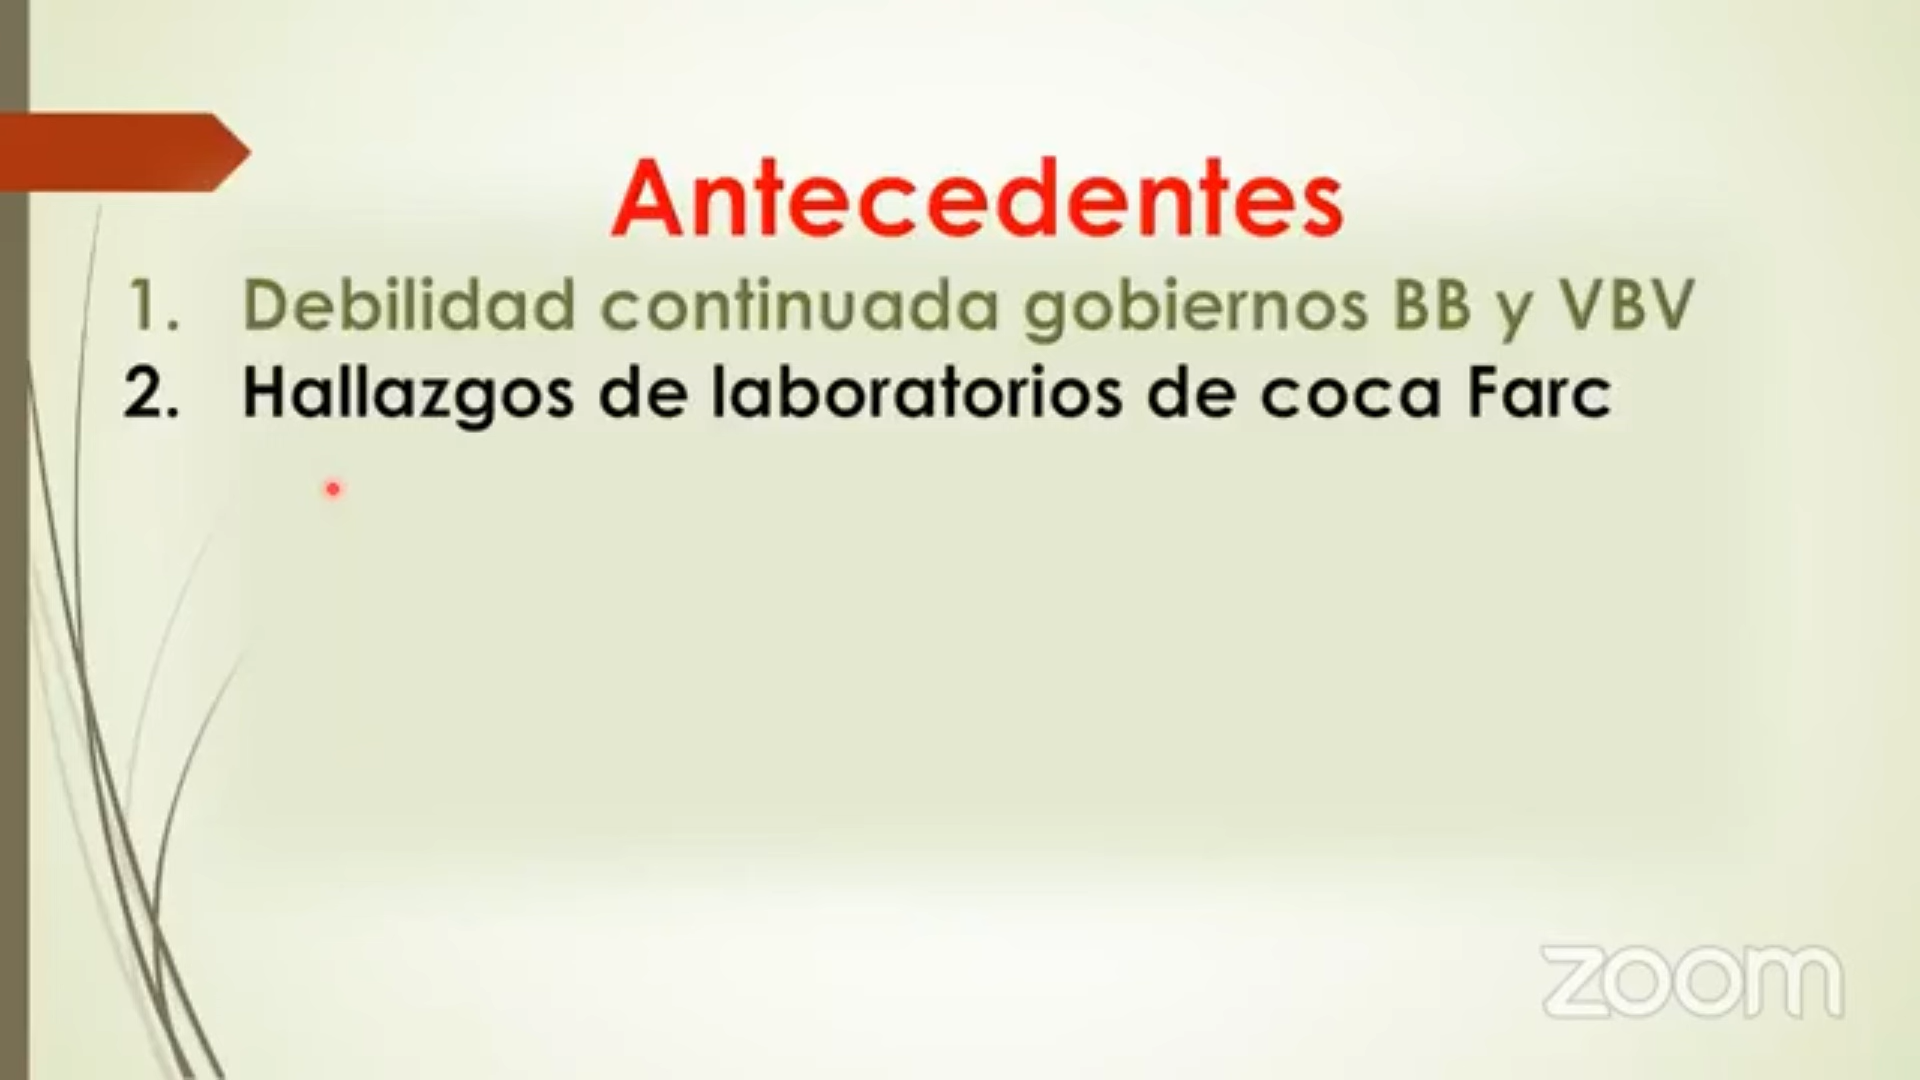 Antecedentes
1. Debilidad continuada gobiernos BB y VBV
2. Hallazgos de laboratorios de coca Farc
zoom